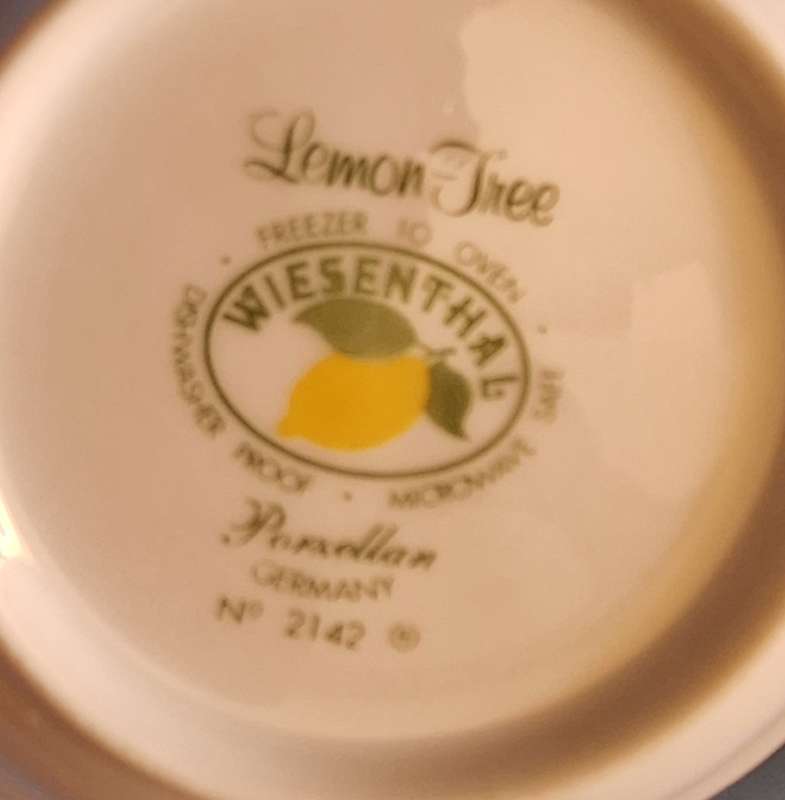 Lemon Tree
FREEZER TO OVEN
WIESENTHAL
DISHWASHER PROOF • MICROWAVE SAFE
Porzellan
GERMANY
Nº 2142 ®